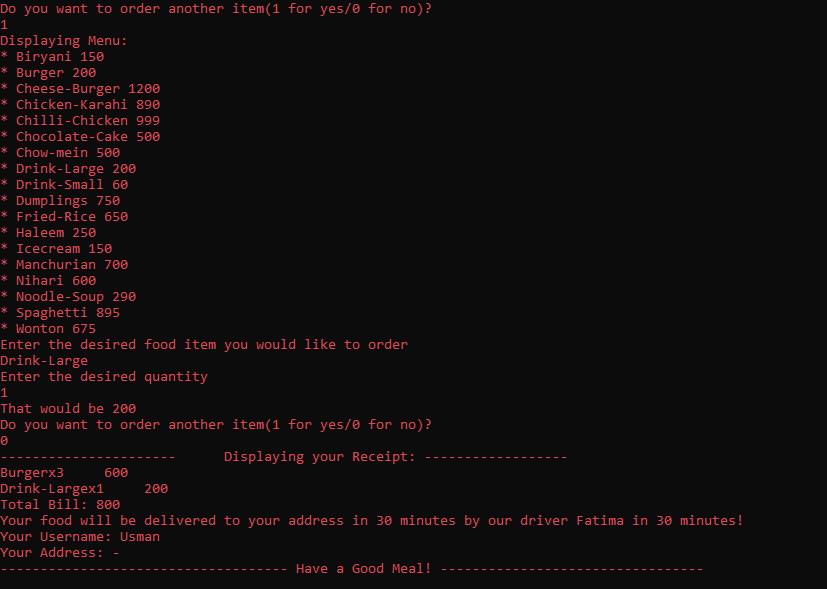 Do you want to order another item(1 for yes/0 for no)?
1
Displaying Menu:
* Biryani 150
* Burger 200
* Cheese-Burger 1200
* Chicken-Karahi 890
* Chilli-Chicken 999
* Chocolate-Cake 500
* Chow-mein 500
* Drink-Large 200
* Drink-Small 60
* Dumplings 750
* Fried-Rice 650
* Haleem 250
* Icecream 150
* Manchurian 700
* Nihari 600
* Noodle-Soup 290
* Spaghetti 895
* Wonton 675
Enter the desired food item you would like to order
Drink-Large
Enter the desired quantity
1
That would be 200
Do you want to order another item(1 for yes/0 for no)?
0
----------------------      Displaying your Receipt: ------------------
Burgerx3     600
Drink-Largex1     200
Total Bill: 800
Your food will be delivered to your address in 30 minutes by our driver Fatima in 30 minutes!
Your Username: Usman
Your Address: -
------------------------------------ Have a Good Meal! ---------------------------------